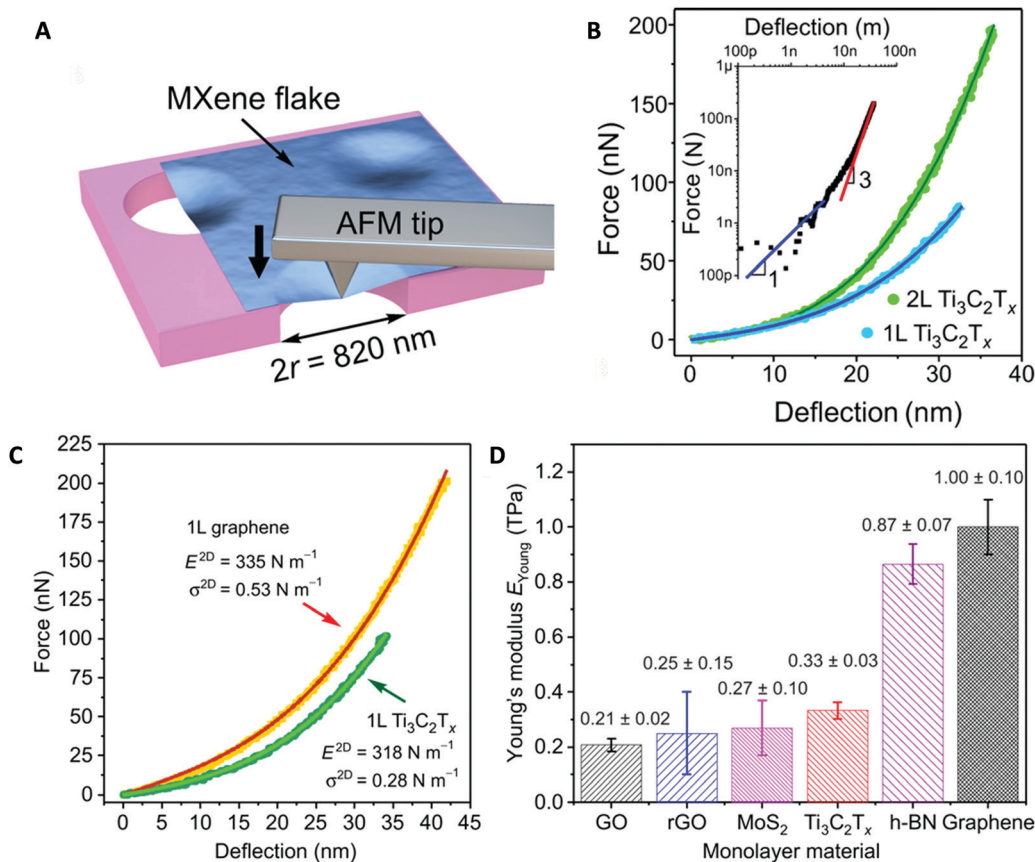 A
MXene flake
AFM tip
2r = 820 nm
B
Deflection (m)
100p 1n 10n 100n
1μ
100n
10n
1n
100p
Force (N)
3
1
200
150
100
50
0
Force (nN)
2L Ti₃C₂Tₓ
1L Ti₃C₂Tₓ
0 10 20 30 40
Deflection (nm)
C
225
200
175
150
125
100
75
50
25
0
Force (nN)
1L graphene
E²ᴰ = 335 N m⁻¹
σ²ᴰ = 0.53 N m⁻¹
1L Ti₃C₂Tₓ
E²ᴰ = 318 N m⁻¹
σ²ᴰ = 0.28 N m⁻¹
0 5 10 15 20 25 30 35 40 45
Deflection (nm)
D
1.2
1.0
0.8
0.6
0.4
0.2
0.0
Young's modulus E_Young (TPa)
0.21 ± 0.02
0.25 ± 0.15
0.27 ± 0.10
0.33 ± 0.03
0.87 ± 0.07
1.00 ± 0.10
GO rGO MoS₂ Ti₃C₂Tₓ h-BN Graphene
Monolayer material